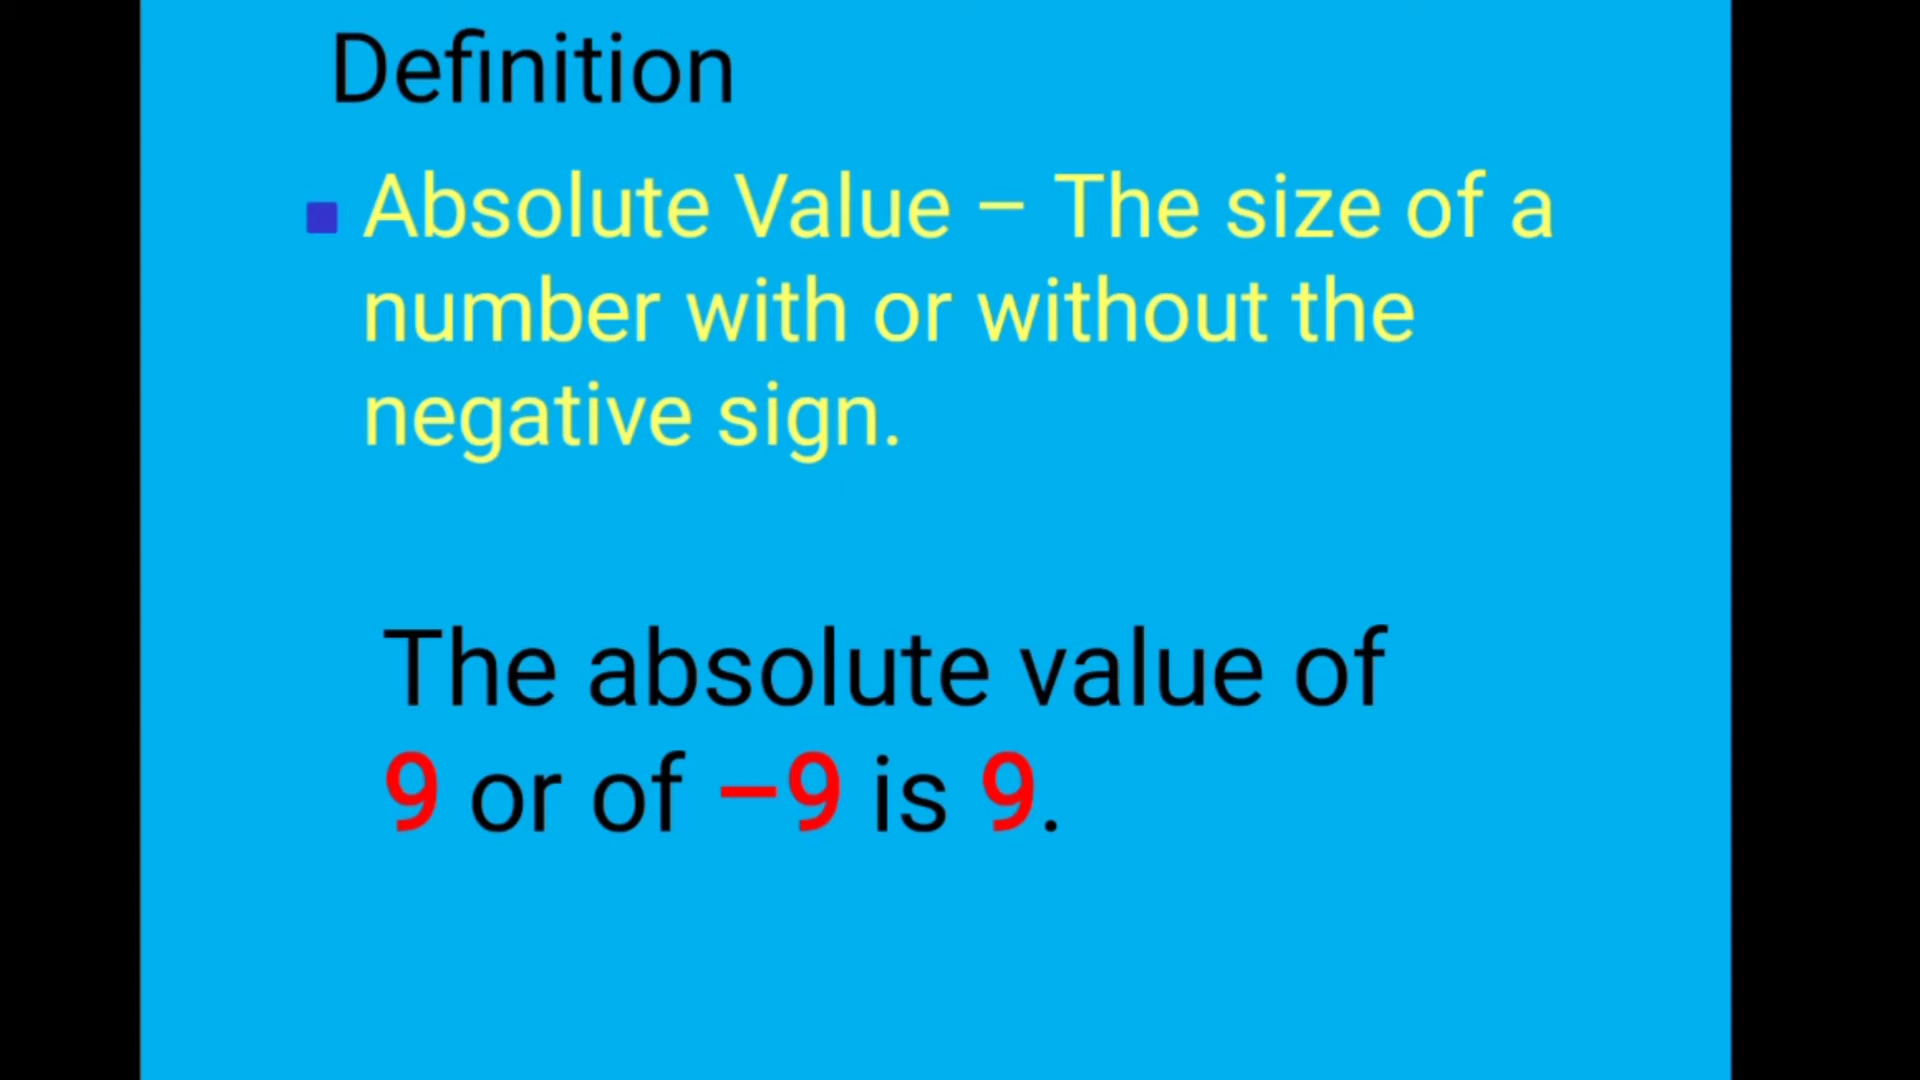 Definition
Absolute Value – The size of a
number with or without the
negative sign.
The absolute value of
9 or of –9 is 9.